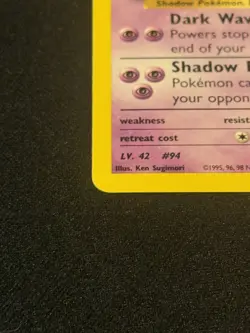 Shadow Pokémon.
Dark Wav
Powers stop
end of your
Shadow
Pokémon ca
your oppon
weakness resist
retreat cost
LV. 42 #94
Illus. Ken Sugimori ©1995, 96, 98 N